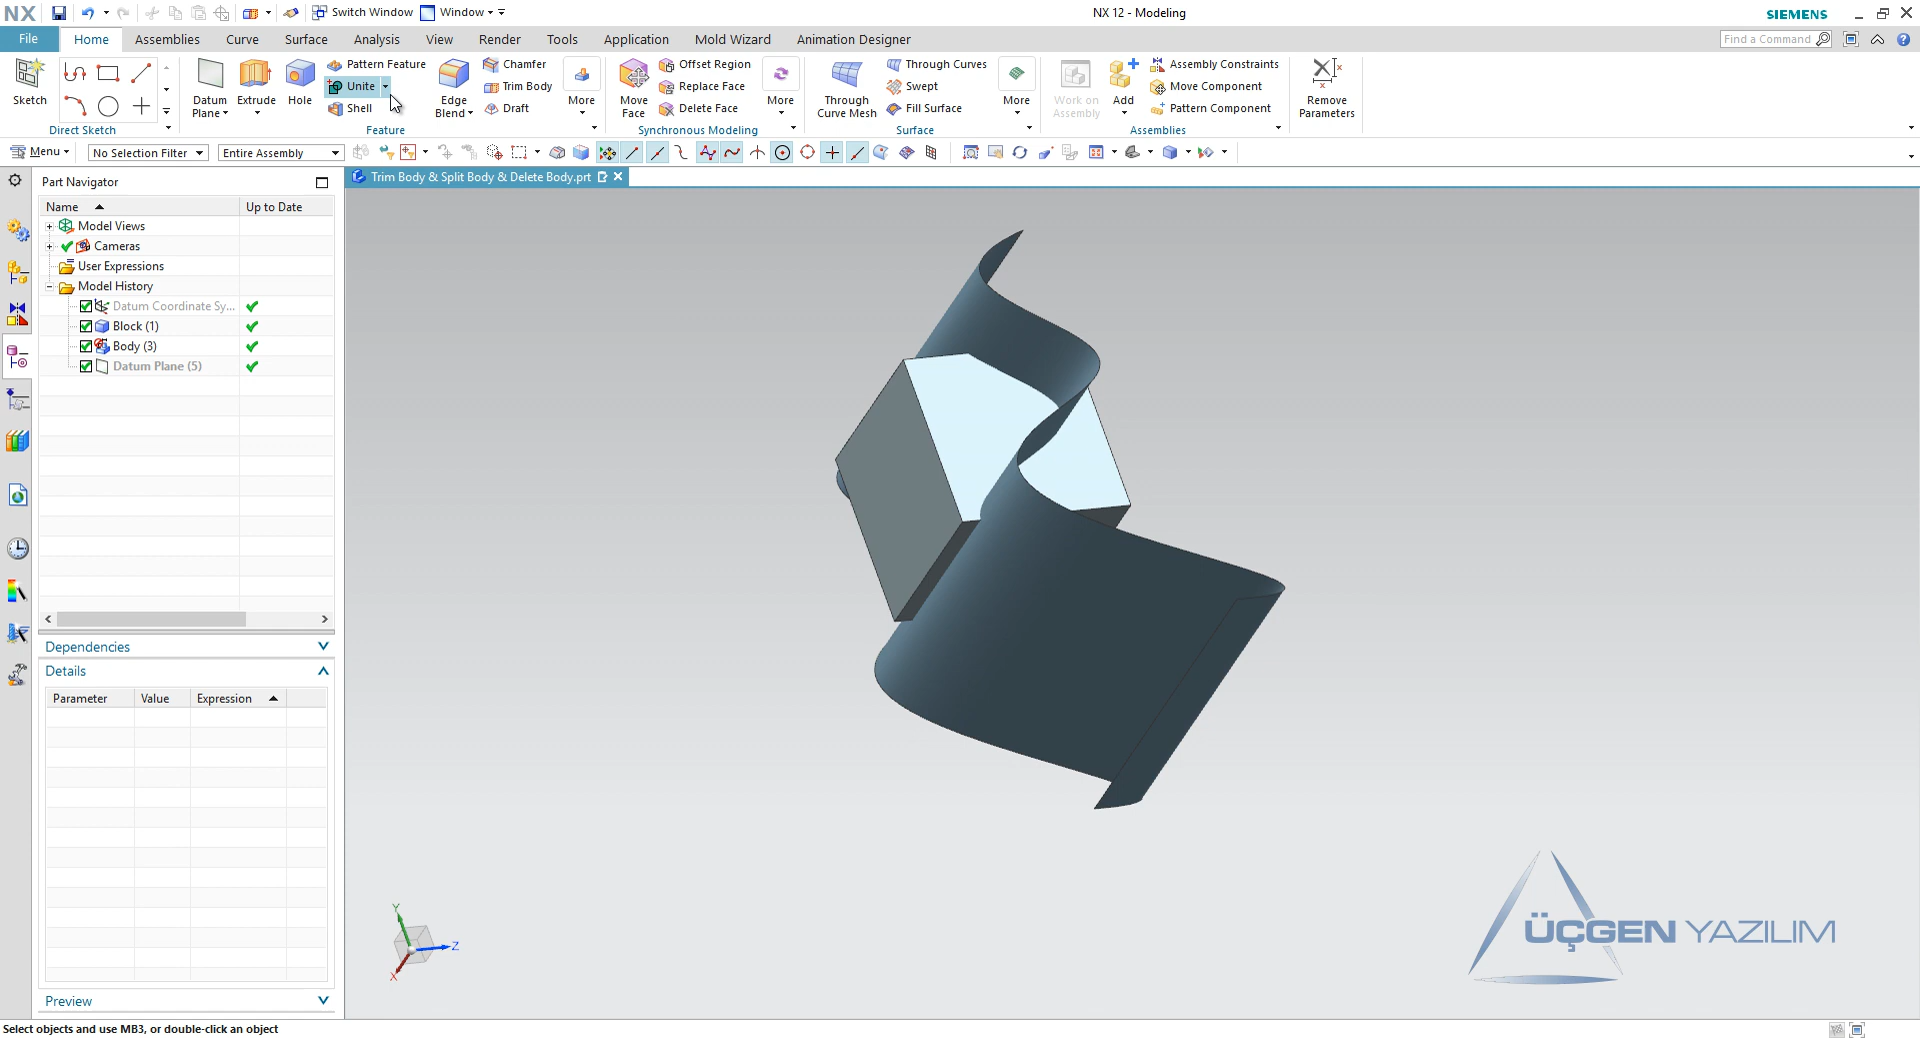 NX Switch Window Window NX 12 - Modeling SIEMENS
File Home Assemblies Curve Surface Analysis View Render Tools Application Mold Wizard Animation Designer Find a Command
Sketch
Direct Sketch
Datum
Plane
Extrude
Hole
Pattern Feature
Unite
Shell
Edge
Blend
Chamfer
Trim Body
Draft
More
Feature
Move
Face
Offset Region
Replace Face
Delete Face
More
Synchronous Modeling
Through
Curve Mesh
Through Curves
Swept
Fill Surface
More
Surface
Work on
Assembly
Add
Assembly Constraints
Move Component
Pattern Component
Assemblies
Remove
Parameters
Menu No Selection Filter Entire Assembly
Part Navigator
Trim Body & Split Body & Delete Body.prt
Name Up to Date
Model Views
Cameras
User Expressions
Model History
Datum Coordinate Sy...
Block (1)
Body (3)
Datum Plane (5)
Dependencies
Details
Parameter Value Expression
Preview
Y
Z
X
ÜÇGEN YAZILIM
Select objects and use MB3, or double-click an object